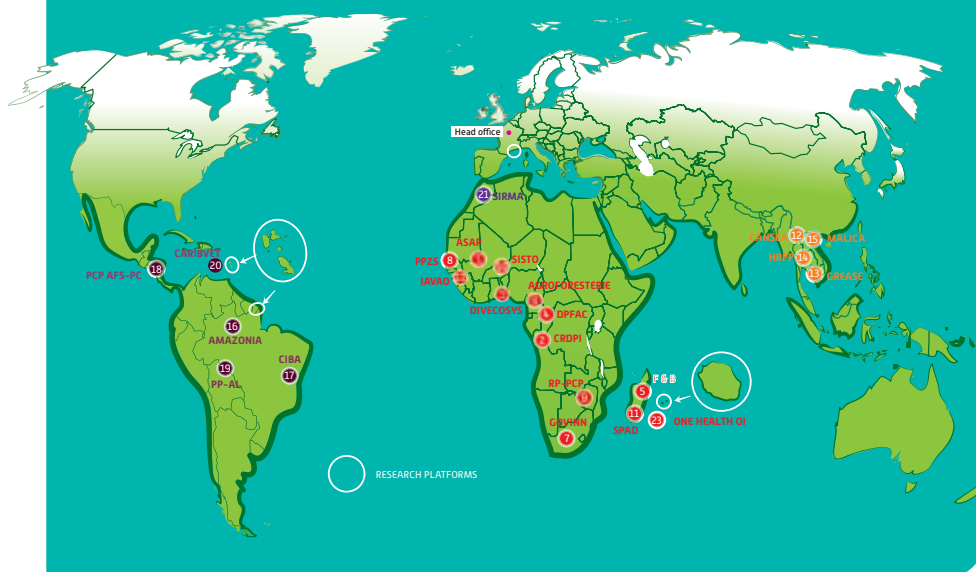 Head office
21 SIRMA
ASAP
PPZS 8
SISTO
IAVAO
AGROFORESTERIE
DIVECOSYS
DPFAC
2 CRDPI
RP-PCP
GOVINN
7
5 F & B
11 SPAD
23 ONE HEALTH OI
CARIBVET
20
PCP AFS-PC 18
16
AMAZONIA
CIBA
17
19
PP-AL
12
15 MALICA
14
13 GREASE
RESEARCH PLATFORMS